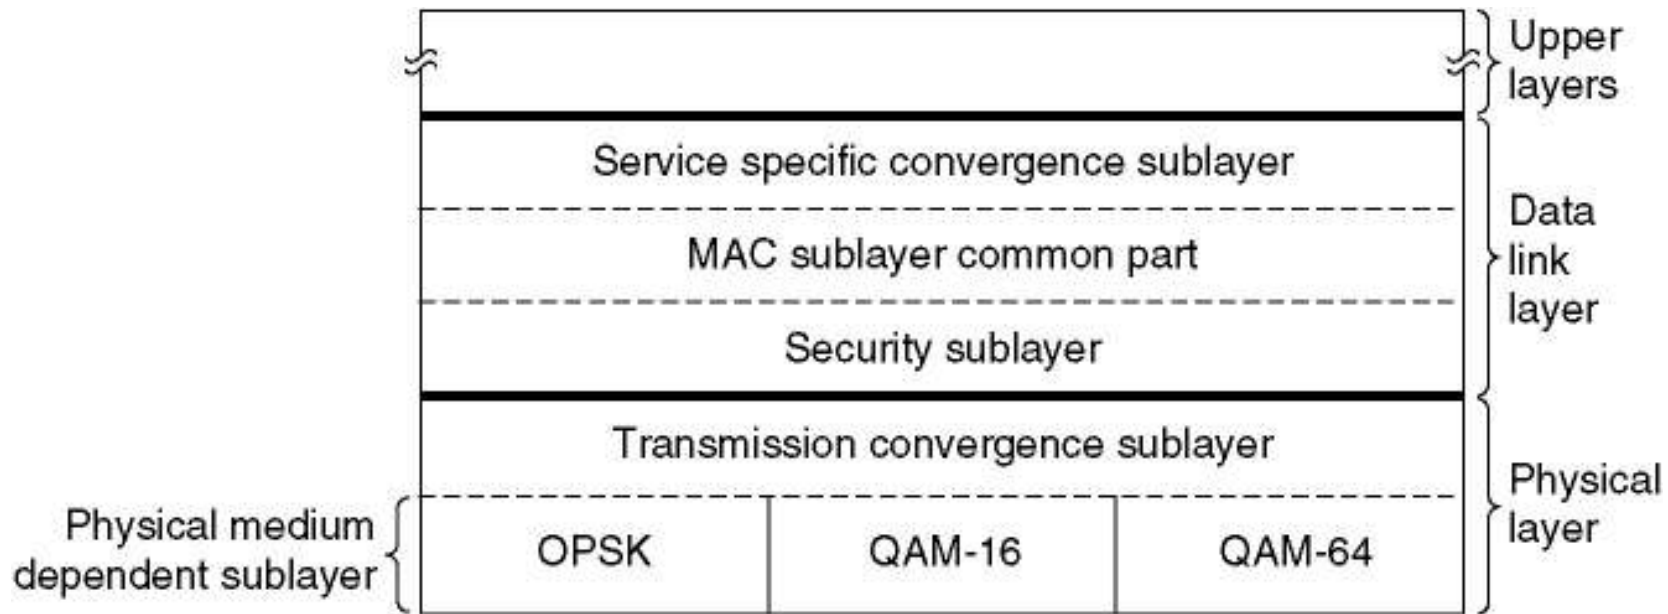 Upper
layers
Service specific convergence sublayer
MAC sublayer common part
Security sublayer
Data
link
layer
Transmission convergence sublayer
Physical medium
dependent sublayer
OPSK
QAM-16
QAM-64
Physical
layer